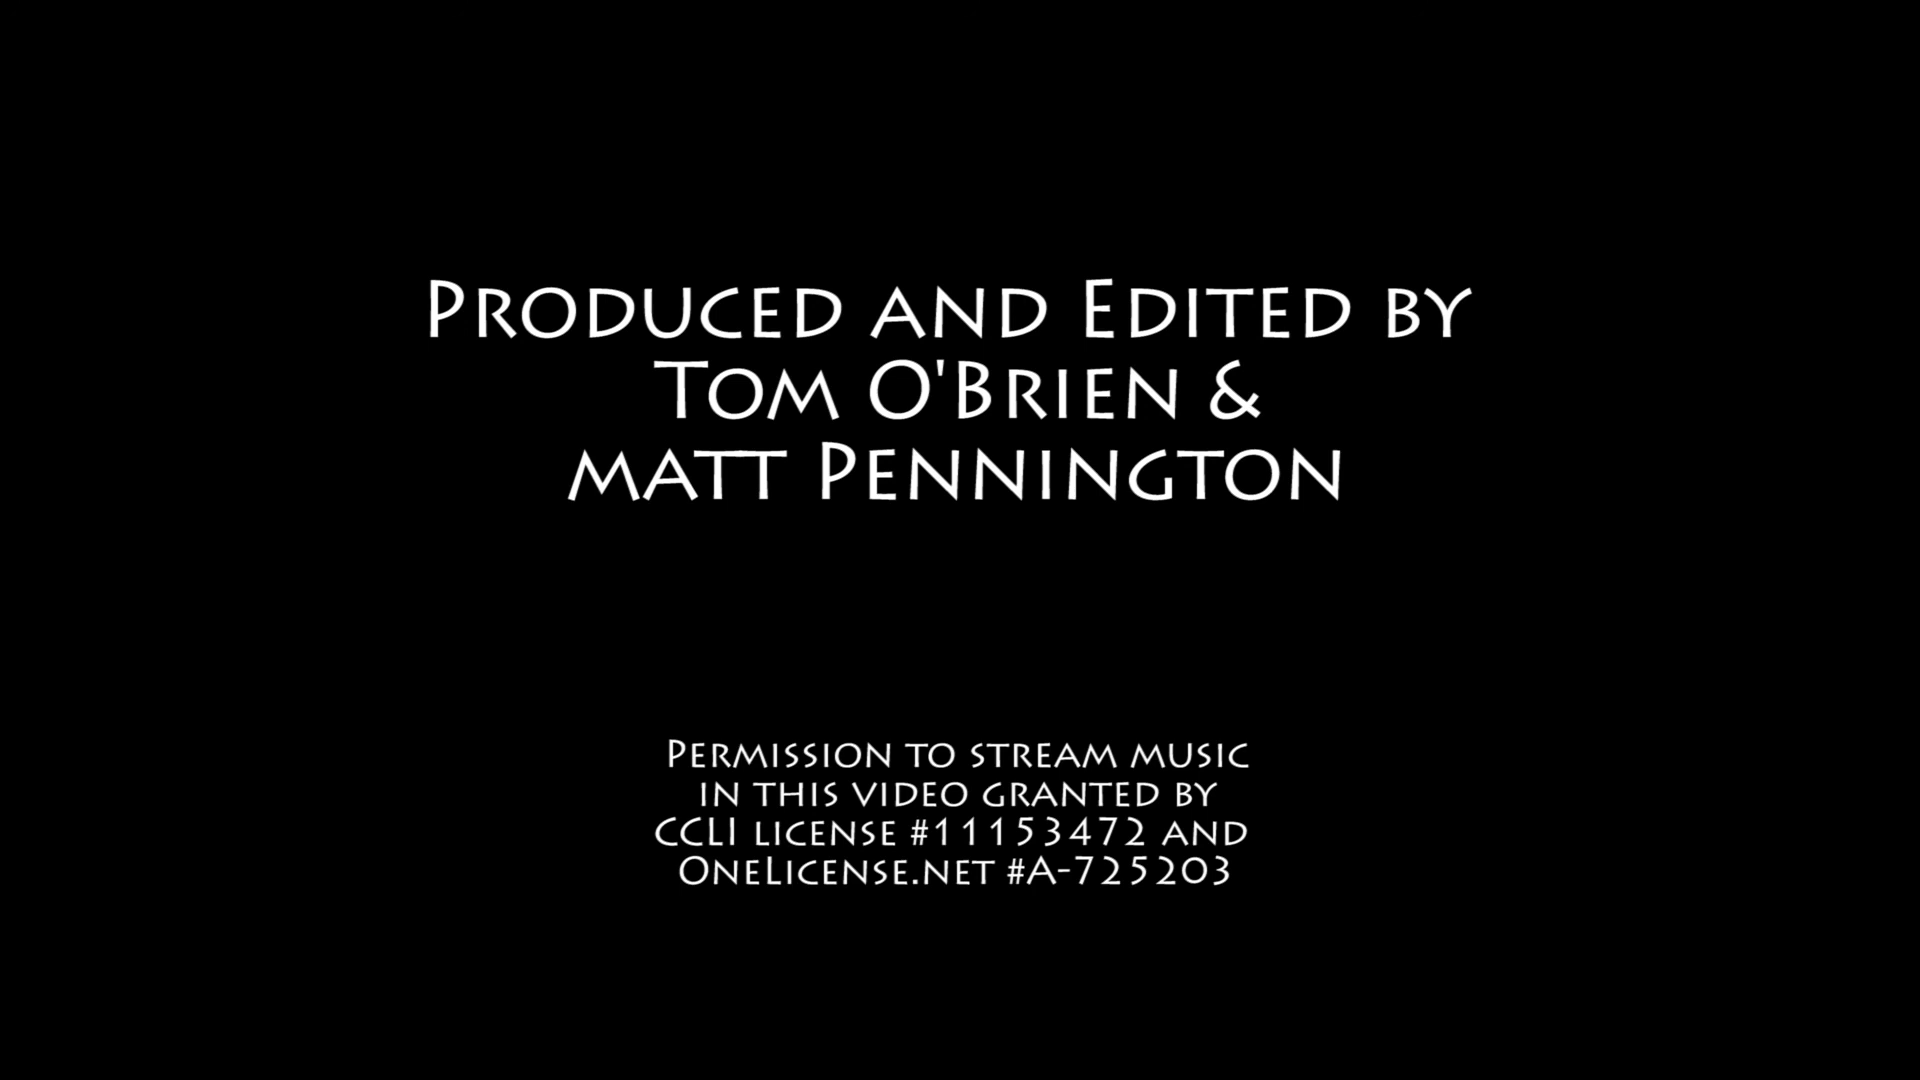 Produced and Edited by
Tom O'Brien &
matt Pennington
Permission to stream music
in this video granted by
CCLI license #11153472 and
OneLicense.net #A-725203